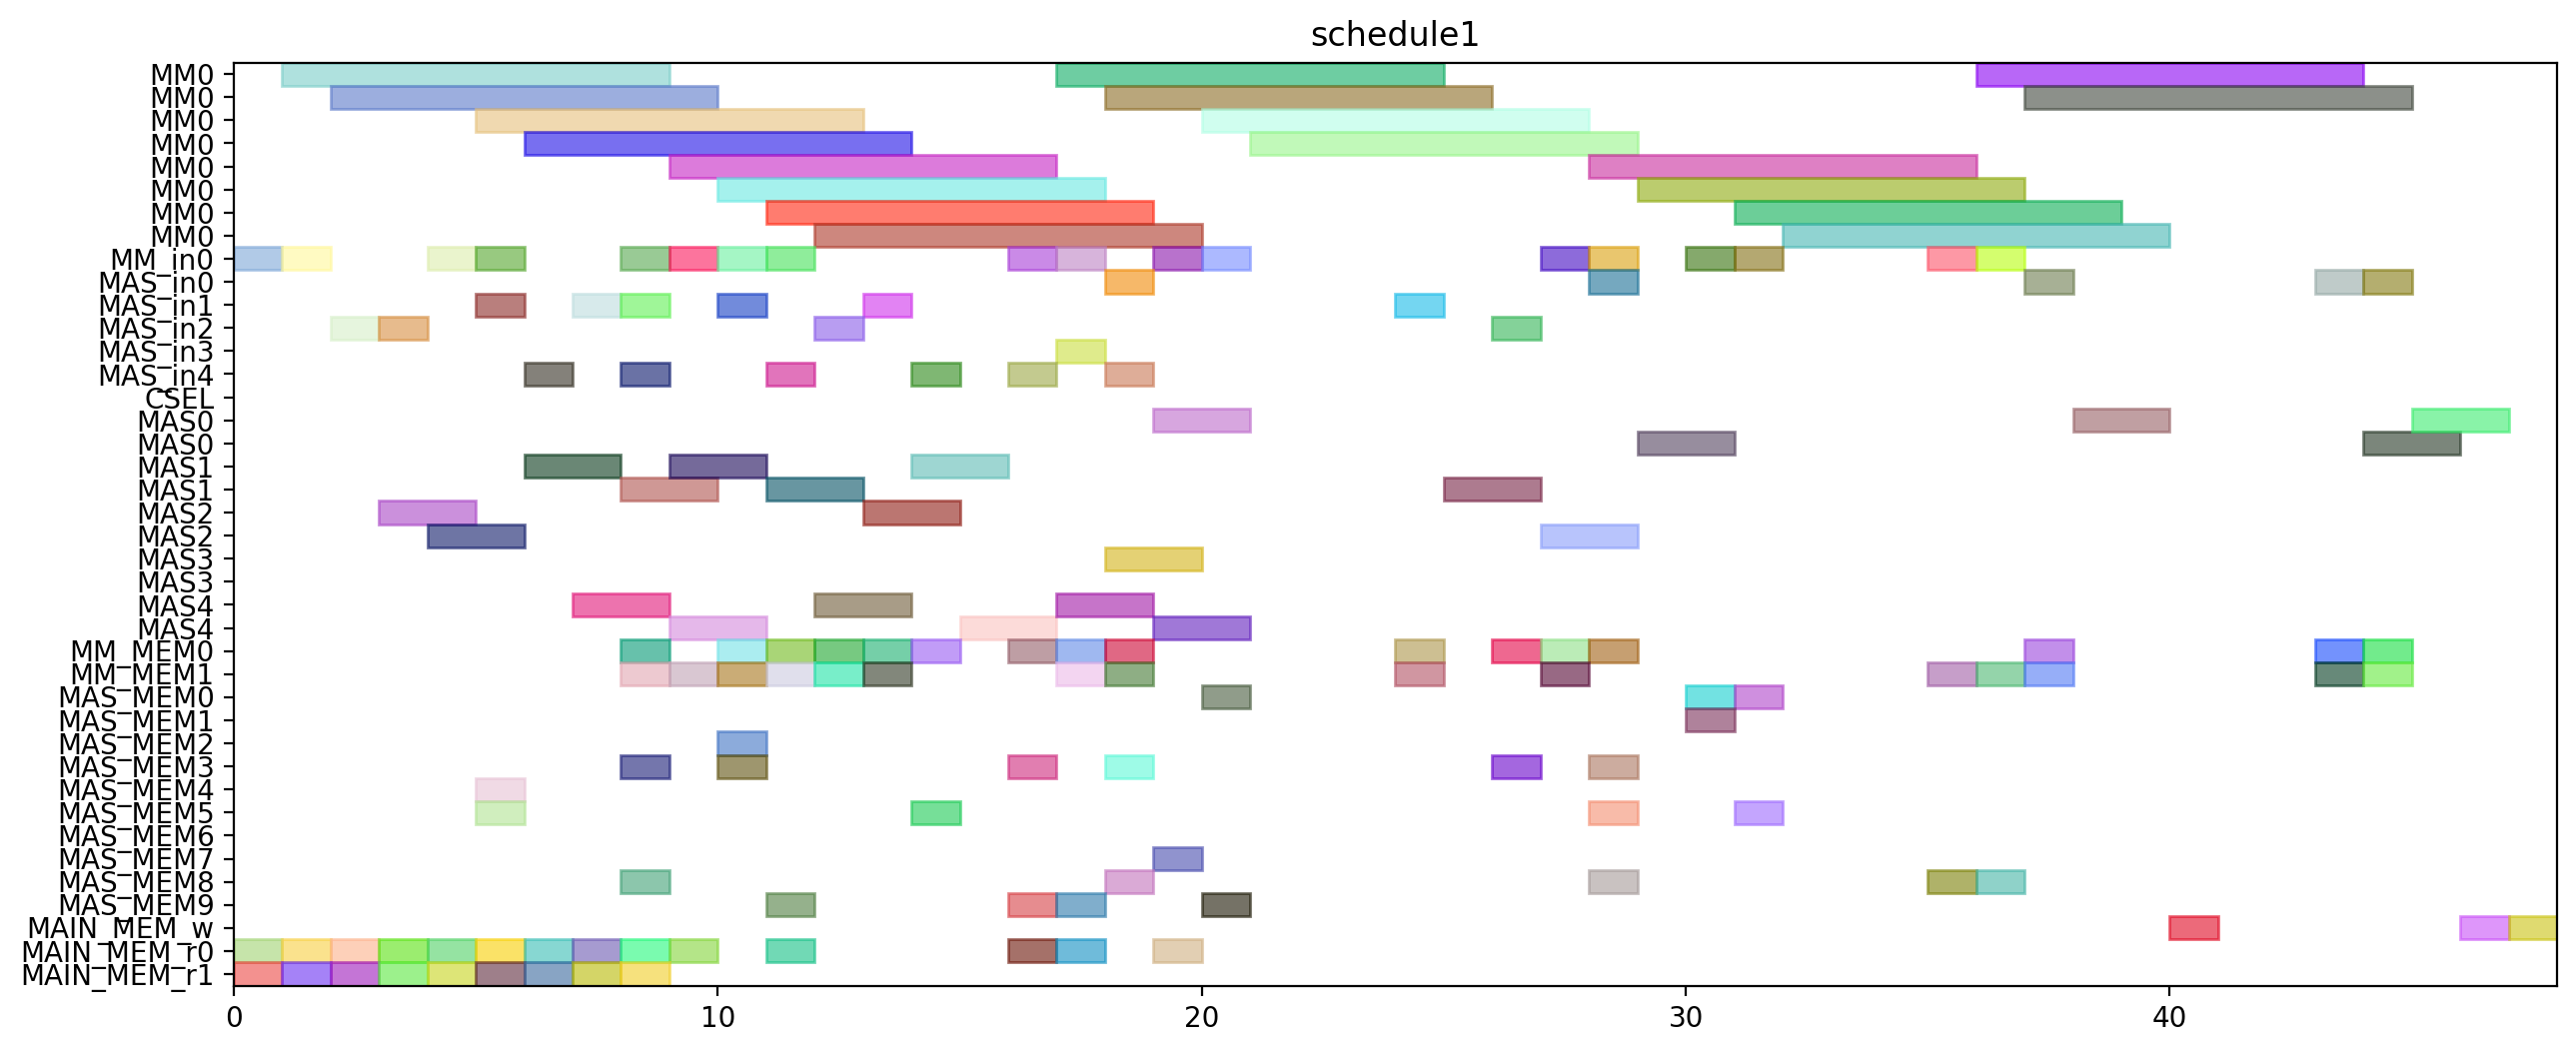 schedule1
MM0
MM0
MM0
MM0
MM0
MM0
MM0
MM0
MM_in0
MAS_in0
MAS_in1
MAS_in2
MAS_in3
MAS_in4
CSEL
MAS0
MAS0
MAS1
MAS1
MAS2
MAS2
MAS3
MAS3
MAS4
MAS4
MM_MEM0
MM_MEM1
MAS_MEM0
MAS_MEM1
MAS_MEM2
MAS_MEM3
MAS_MEM4
MAS_MEM5
MAS_MEM6
MAS_MEM7
MAS_MEM8
MAS_MEM9
MAIN_MEM_w
MAIN_MEM_r0
MAIN_MEM_r1
0 10 20 30 40